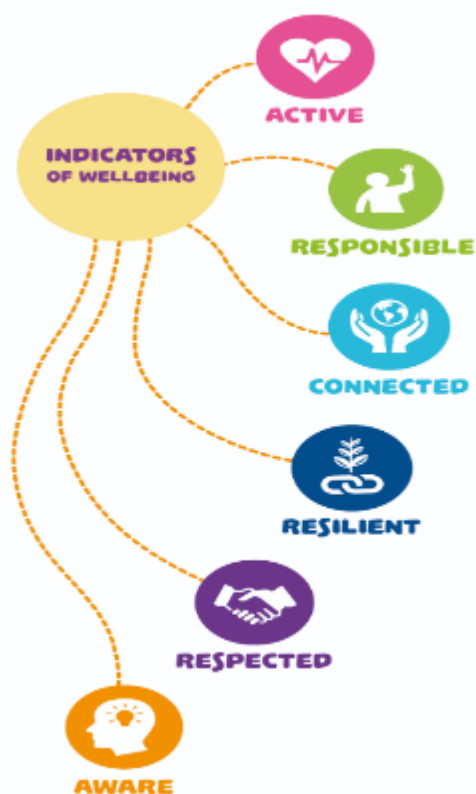 ACTIVE
INDICATORS
OF WELLBEING
RESPONSIBLE
CONNECTED
RESILIENT
RESPECTED
AWARE